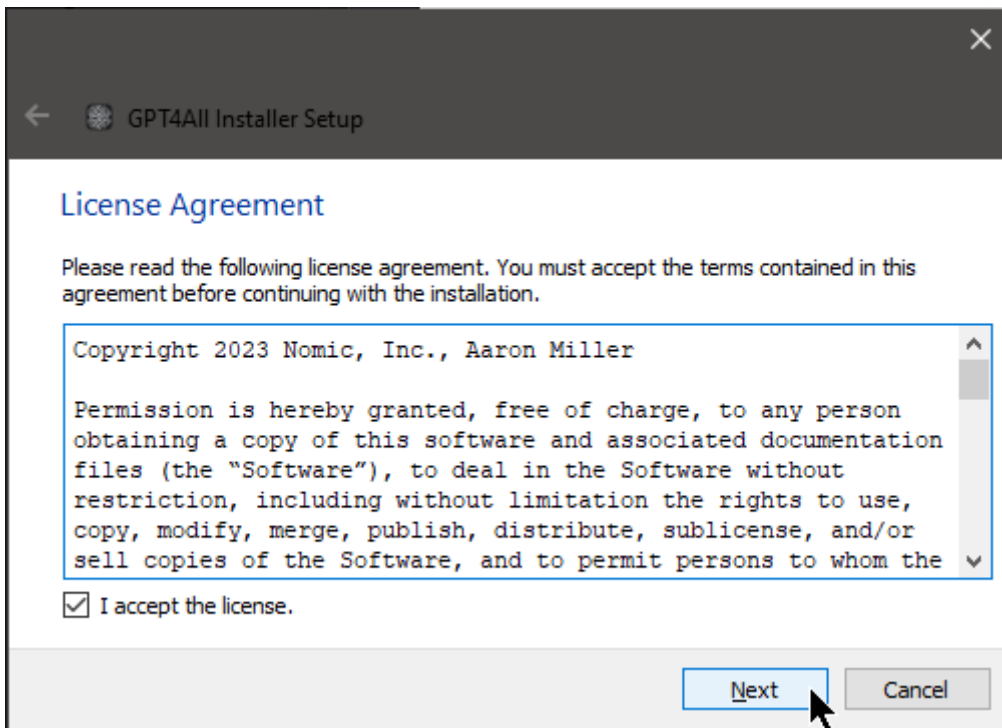 GPT4All Installer Setup
License Agreement
Please read the following license agreement. You must accept the terms contained in this
agreement before continuing with the installation.
Copyright 2023 Nomic, Inc., Aaron Miller
Permission is hereby granted, free of charge, to any person
obtaining a copy of this software and associated documentation
files (the “Software”), to deal in the Software without
restriction, including without limitation the rights to use,
copy, modify, merge, publish, distribute, sublicense, and/or
sell copies of the Software, and to permit persons to whom the
I accept the license.
Next Cancel